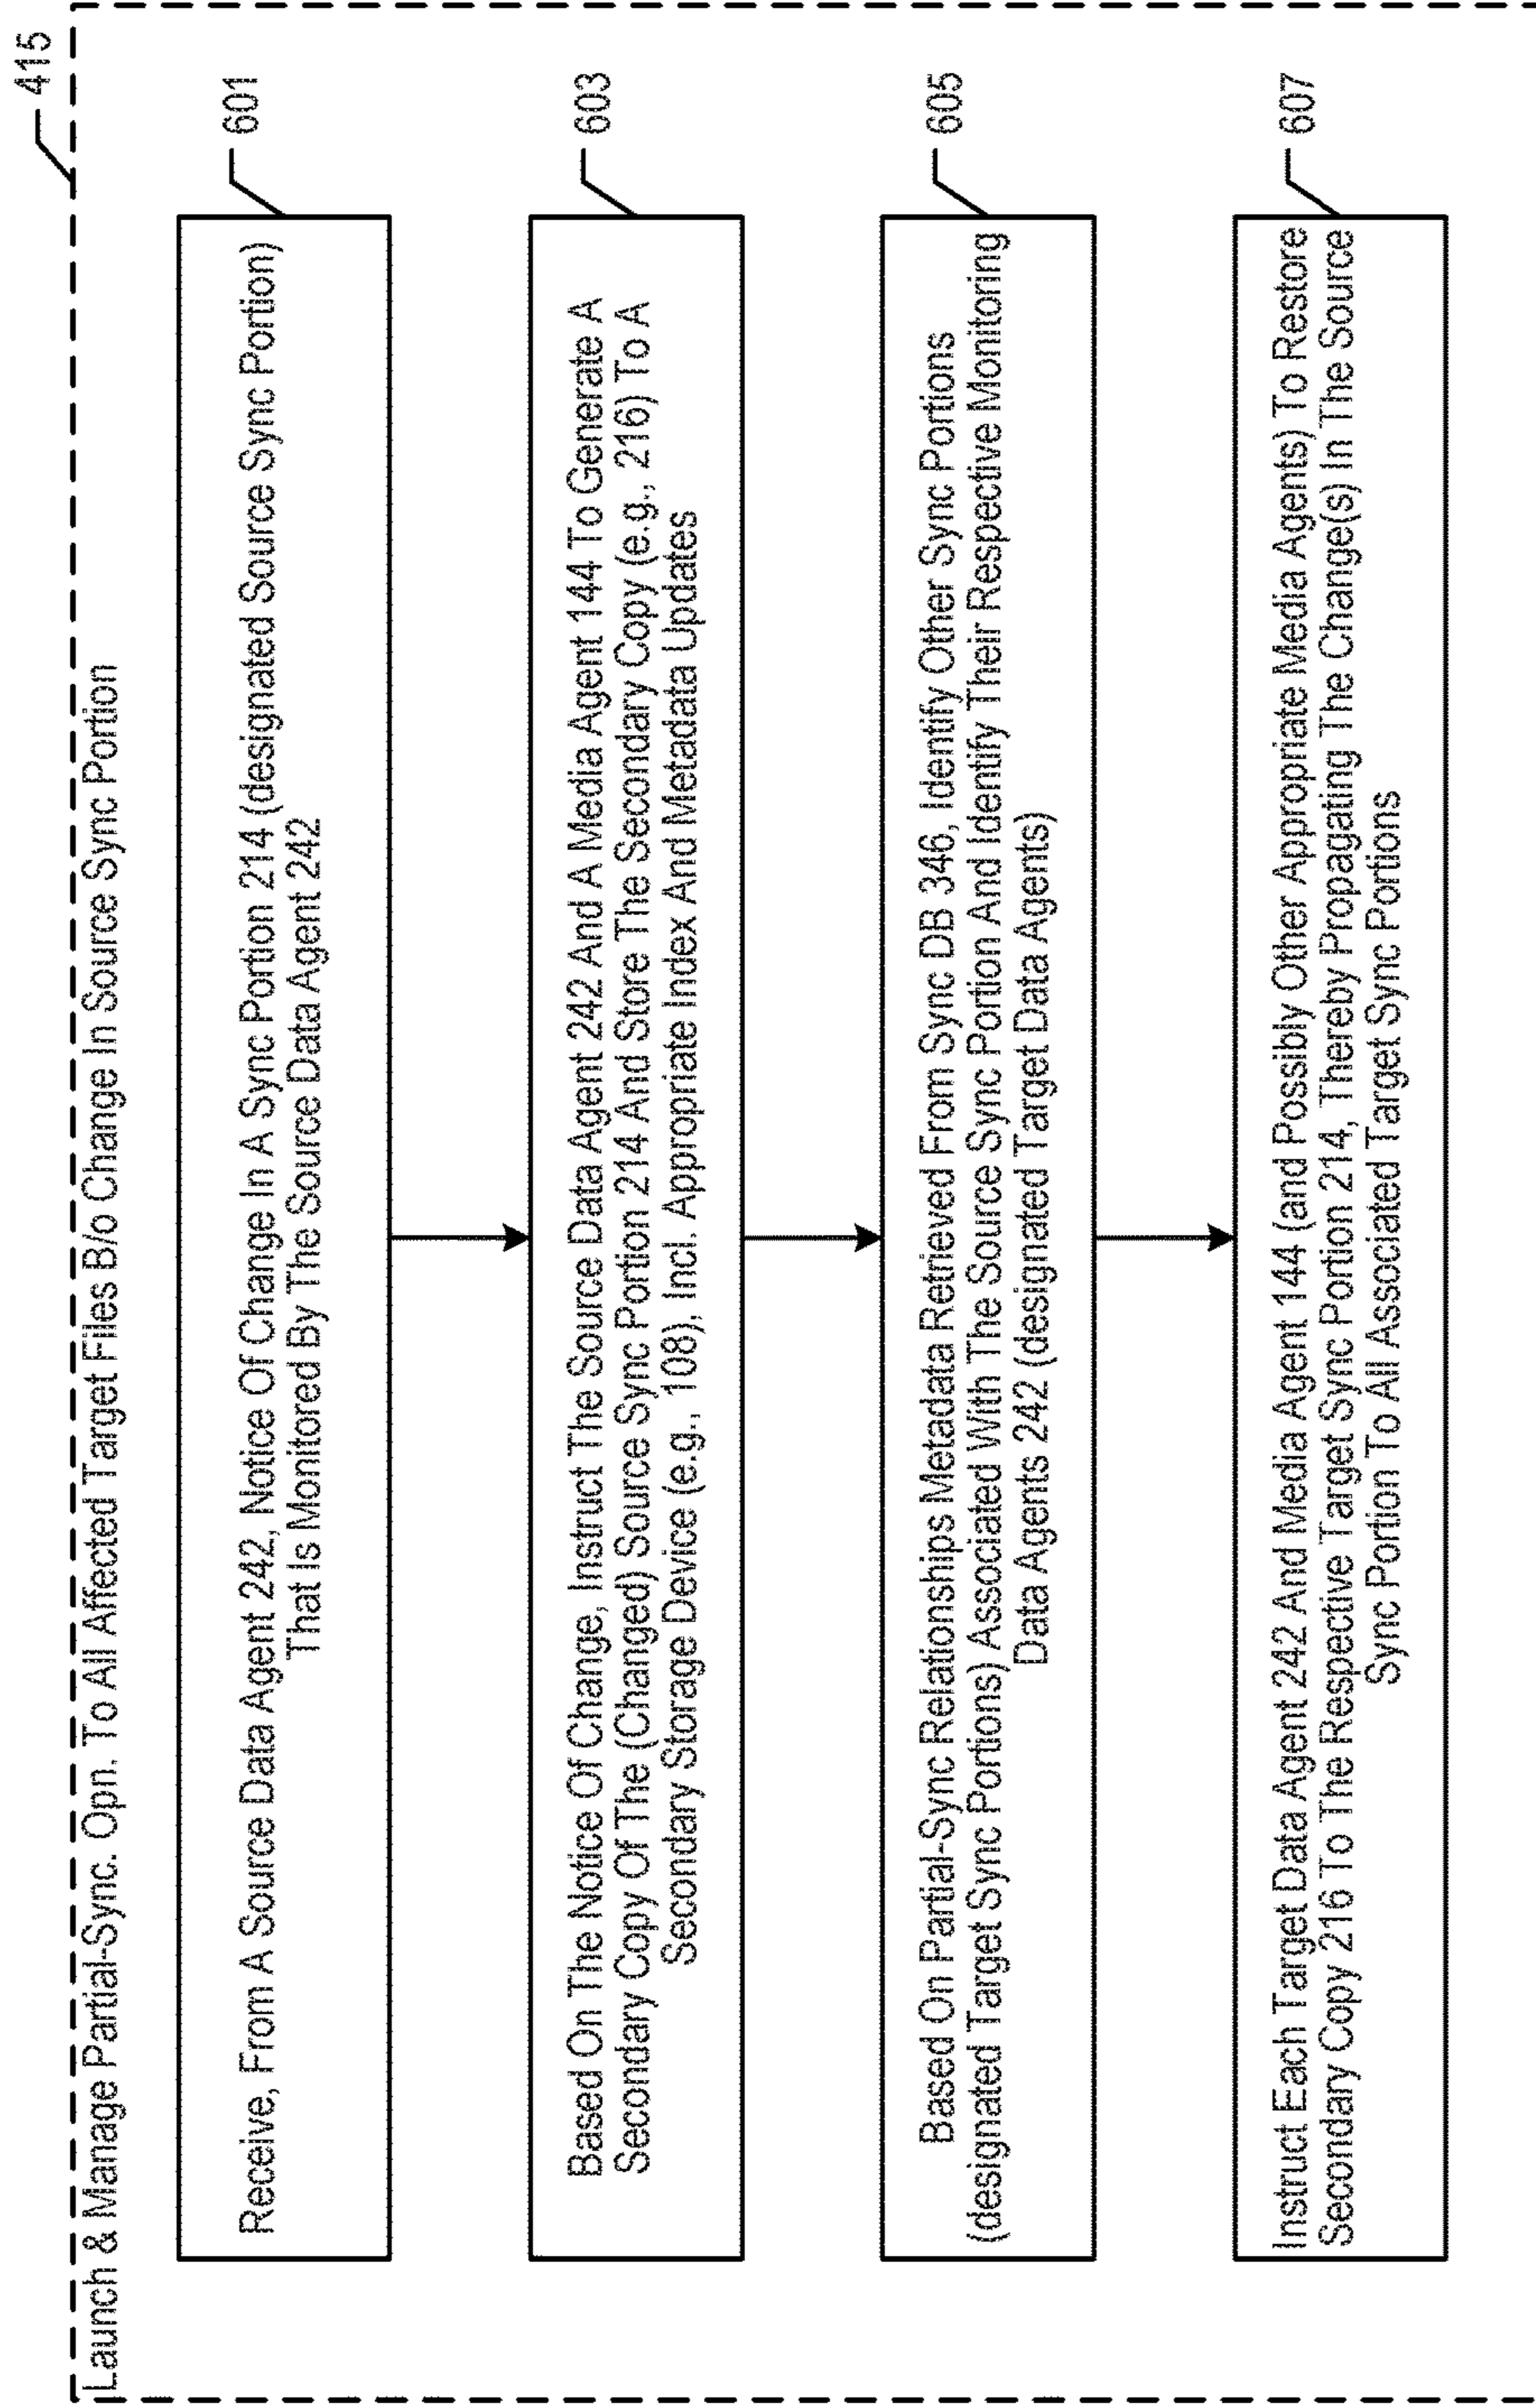 415
Launch & Manage Partial-Sync. Opn. To All Affected Target Files B/o Change In Source Sync Portion
601
Receive, From A Source Data Agent 242, Notice Of Change In A Sync Portion 214 (designated Source Sync Portion)
That Is Monitored By The Source Data Agent 242
603
Based On The Notice Of Change, Instruct The Source Data Agent 242 And A Media Agent 144 To Generate A
Secondary Copy Of The (Changed) Source Sync Portion 214 And Store The Secondary Copy (e.g., 216) To A
Secondary Storage Device (e.g., 108), Incl. Appropriate Index And Metadata Updates
605
Based On Partial-Sync Relationships Metadata Retrieved From Sync DB 346, Identify Other Sync Portions
(designated Target Sync Portions) Associated With The Source Sync Portion And Identify Their Respective Monitoring
Data Agents 242 (designated Target Data Agents)
607
Instruct Each Target Data Agent 242 And Media Agent 144 (and Possibly Other Appropriate Media Agents) To Restore
Secondary Copy 216 To The Respective Target Sync Portion 214, Thereby Propagating The Change(s) In The Source
Sync Portion To All Associated Target Sync Portions